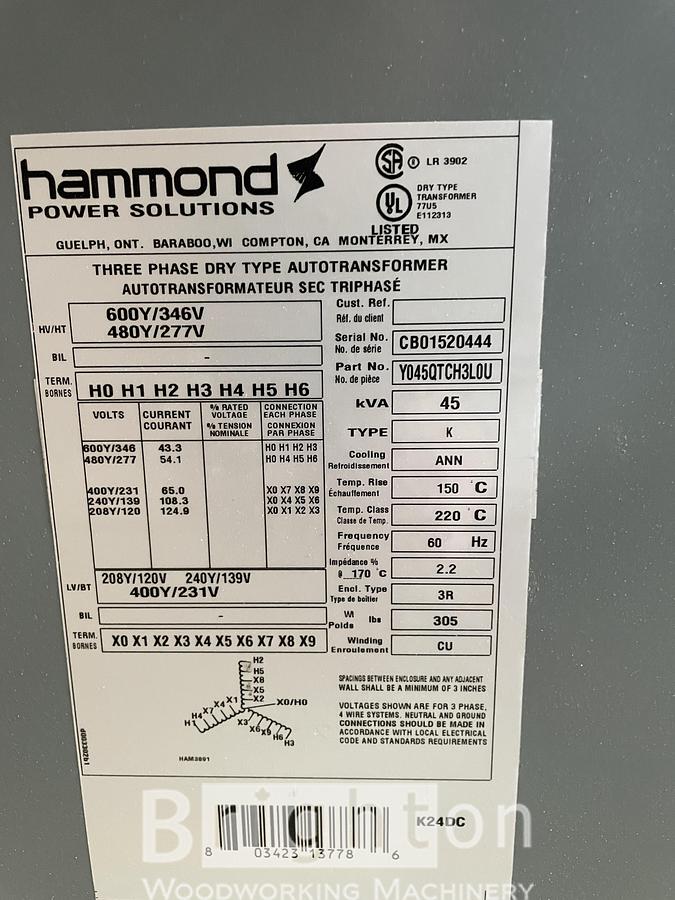 hammond
POWER SOLUTIONS
LR 3902
DRY TYPE
TRANSFORMER
77U5
E112313
LISTED
GUELPH, ONT. BARABOO,WI COMPTON, CA MONTERREY, MX
THREE PHASE DRY TYPE AUTOTRANSFORMER
AUTOTRANSFORMATEUR SEC TRIPHASÉ
HV/HT
600Y/346V
480Y/277V
BIL -
TERM.
BORNES
H0 H1 H2 H3 H4 H5 H6
VOLTS
CURRENT
COURANT
% RATED
VOLTAGE
% TENSION
NOMINALE
CONNECTION
EACH PHASE
CONNEXION
PAR PHASE
600Y/346 43.3 H0 H1 H2 H3
480Y/277 54.1 H0 H4 H5 H6
400Y/231 65.0 X0 X7 X8 X9
240Y/139 108.3 X0 X4 X5 X6
208Y/120 124.9 X0 X1 X2 X3
LV/BT
208Y/120V 240Y/139V
400Y/231V
BIL -
TERM.
BORNES
X0 X1 X2 X3 X4 X5 X6 X7 X8 X9
Cust. Ref.
Réf. du client
Serial No.
No. de série
CB01520444
Part No.
No. de pièce
Y045QTCH3L0U
kVA 45
TYPE K
Cooling
Refroidissement
ANN
Temp. Rise
Échauffement
150 °C
Temp. Class
Classe de Temp.
220 °C
Frequency
Fréquence
60 Hz
Impédance %
@ 170 °C
2.2
Encl. Type
Type de boîtier
3R
Wt
Poids
lbs
305
Winding
Enroulement
CU
H2
H5
X8
X5
X2
X0/H0
H1
H4
X7
X4
X1
X3
X6
X9
H6
H3
HAM3891
SPACINGS BETWEEN ENCLOSURE AND ANY ADJACENT
WALL SHALL BE A MINIMUM OF 3 INCHES
VOLTAGES SHOWN ARE FOR 3 PHASE,
4 WIRE SYSTEMS. NEUTRAL AND GROUND
CONNECTIONS SHOULD BE MADE IN
ACCORDANCE WITH LOCAL ELECTRICAL
CODE AND STANDARDS REQUIREMENTS
K24DC
8 03423 13778 6
Brighton
WOODWORKING MACHINERY